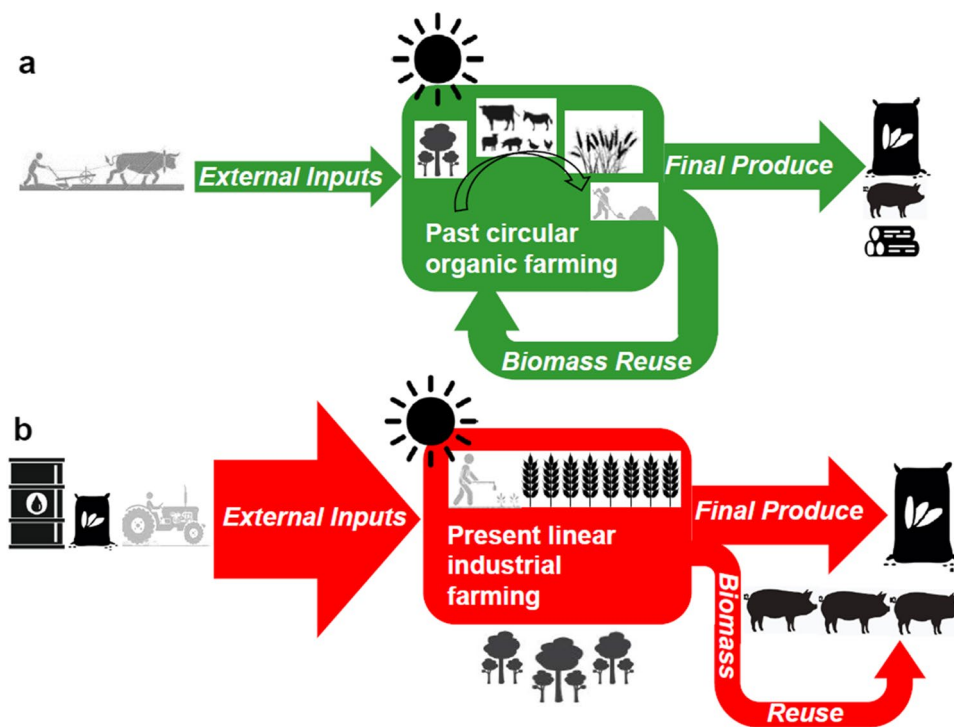 a
External Inputs
Final Produce
Past circular
organic farming
Biomass Reuse
b
External Inputs
Final Produce
Present linear
industrial
farming
Biomass
Reuse